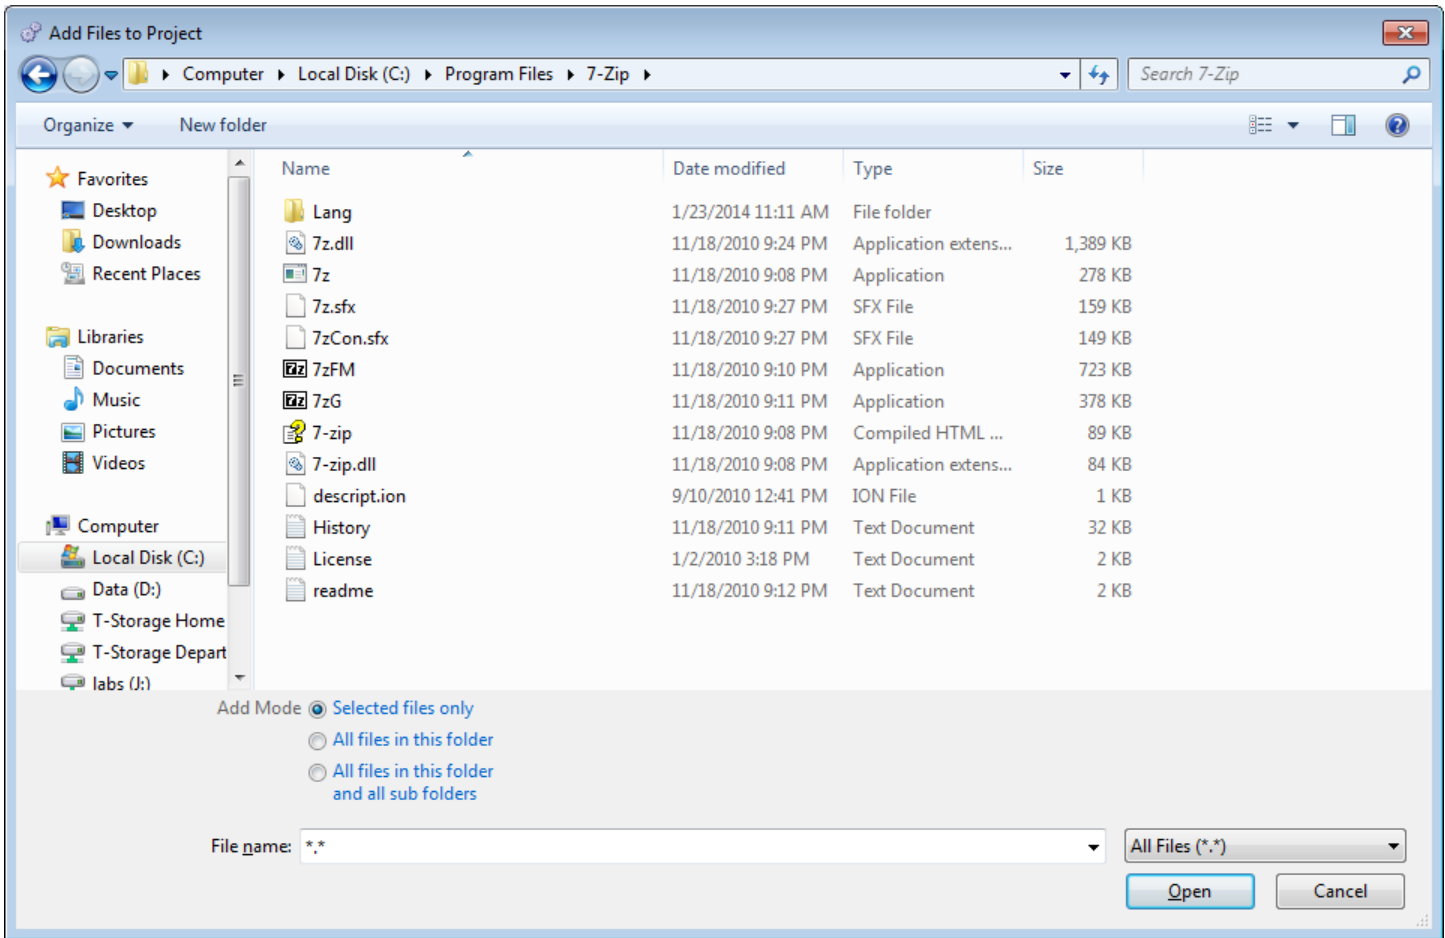 Add Files to Project
Computer Local Disk (C:) Program Files 7-Zip Search 7-Zip
Organize New folder
Favorites
Desktop
Downloads
Recent Places
Libraries
Documents
Music
Pictures
Videos
Computer
Local Disk (C:)
Data (D:)
T-Storage Home
T-Storage Depart
labs (J:)
Name Date modified Type Size
Lang 1/23/2014 11:11 AM File folder
7z.dll 11/18/2010 9:24 PM Application extens... 1,389 KB
7z 11/18/2010 9:08 PM Application 278 KB
7z.sfx 11/18/2010 9:27 PM SFX File 159 KB
7zCon.sfx 11/18/2010 9:27 PM SFX File 149 KB
7z 7zFM 11/18/2010 9:10 PM Application 723 KB
7z 7zG 11/18/2010 9:11 PM Application 378 KB
7-zip 11/18/2010 9:08 PM Compiled HTML ... 89 KB
7-zip.dll 11/18/2010 9:08 PM Application extens... 84 KB
descript.ion 9/10/2010 12:41 PM ION File 1 KB
History 11/18/2010 9:11 PM Text Document 32 KB
License 1/2/2010 3:18 PM Text Document 2 KB
readme 11/18/2010 9:12 PM Text Document 2 KB
Add Mode Selected files only
All files in this folder
All files in this folder
and all sub folders
File name: *.* All Files (*.*)
Open Cancel